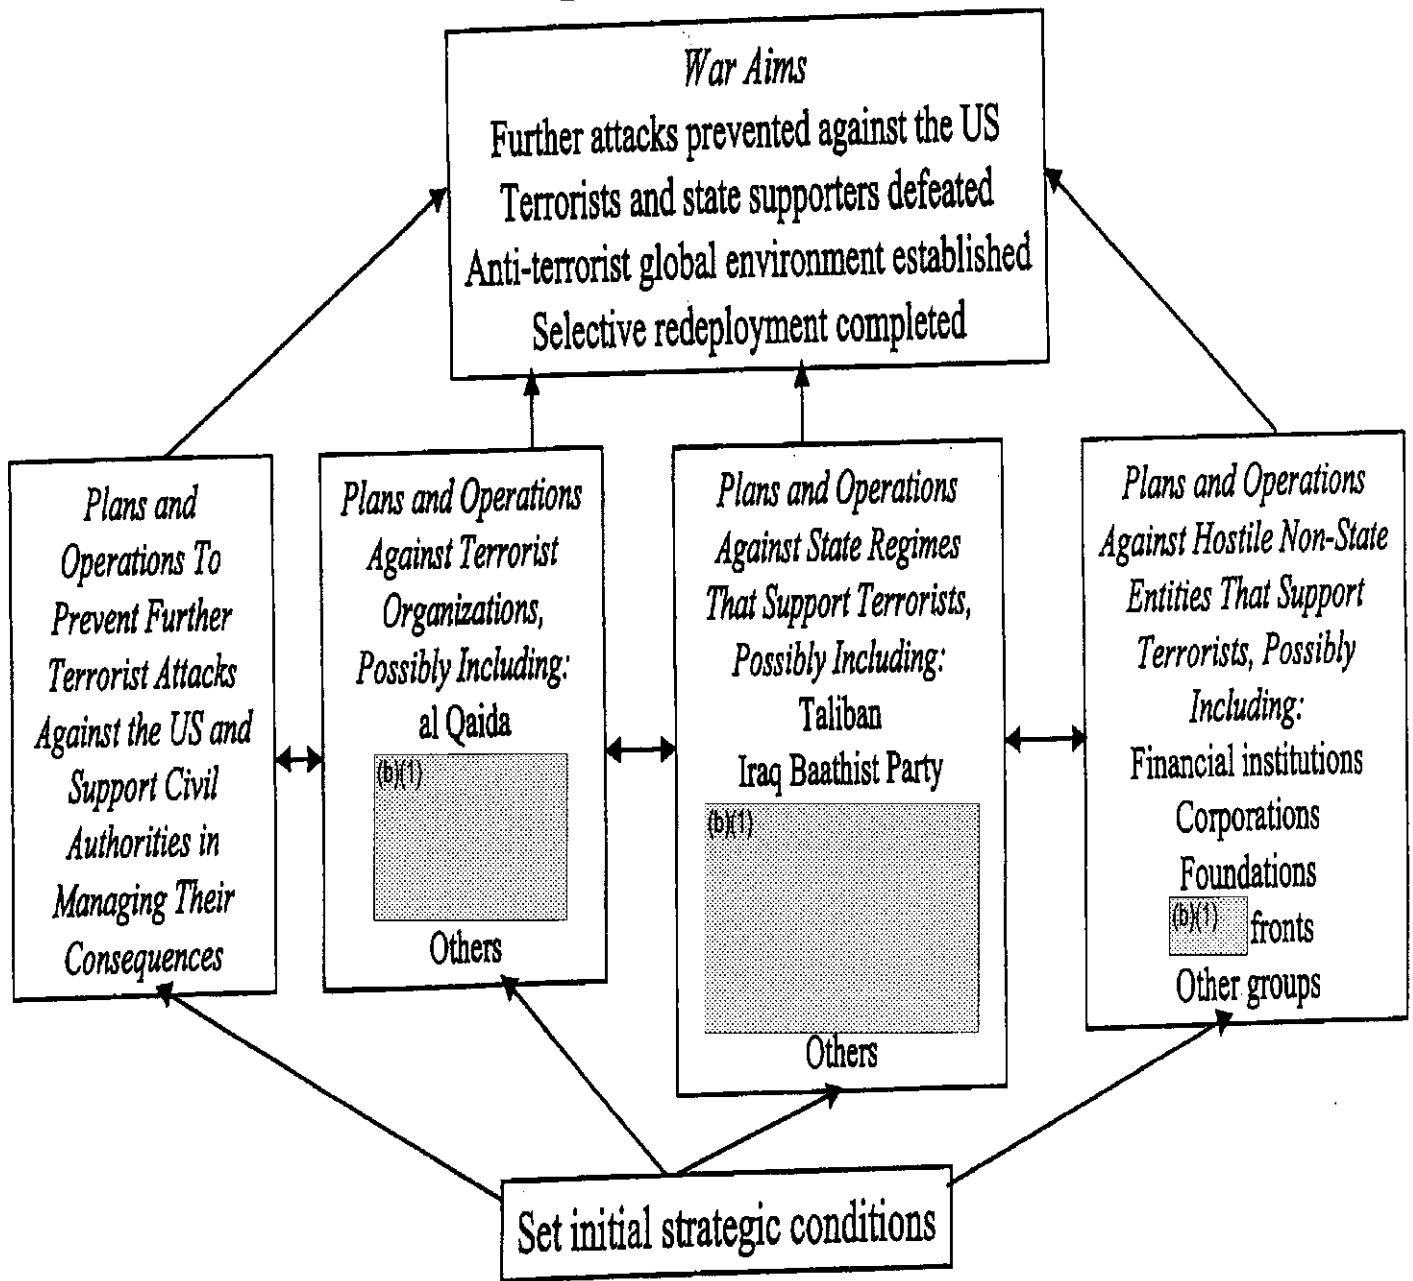 War Aims
Further attacks prevented against the US
Terrorists and state supporters defeated
Anti-terrorist global environment established
Selective redeployment completed
Plans and
Operations To
Prevent Further
Terrorist Attacks
Against the US and
Support Civil
Authorities in
Managing Their
Consequences
Plans and Operations
Against Terrorist
Organizations,
Possibly Including:
al Qaida
(b)(1)
Others
Plans and Operations
Against State Regimes
That Support Terrorists,
Possibly Including:
Taliban
Iraq Baathist Party
(b)(1)
Others
Plans and Operations
Against Hostile Non-State
Entities That Support
Terrorists, Possibly
Including:
Financial institutions
Corporations
Foundations
(b)(1) fronts
Other groups
Set initial strategic conditions